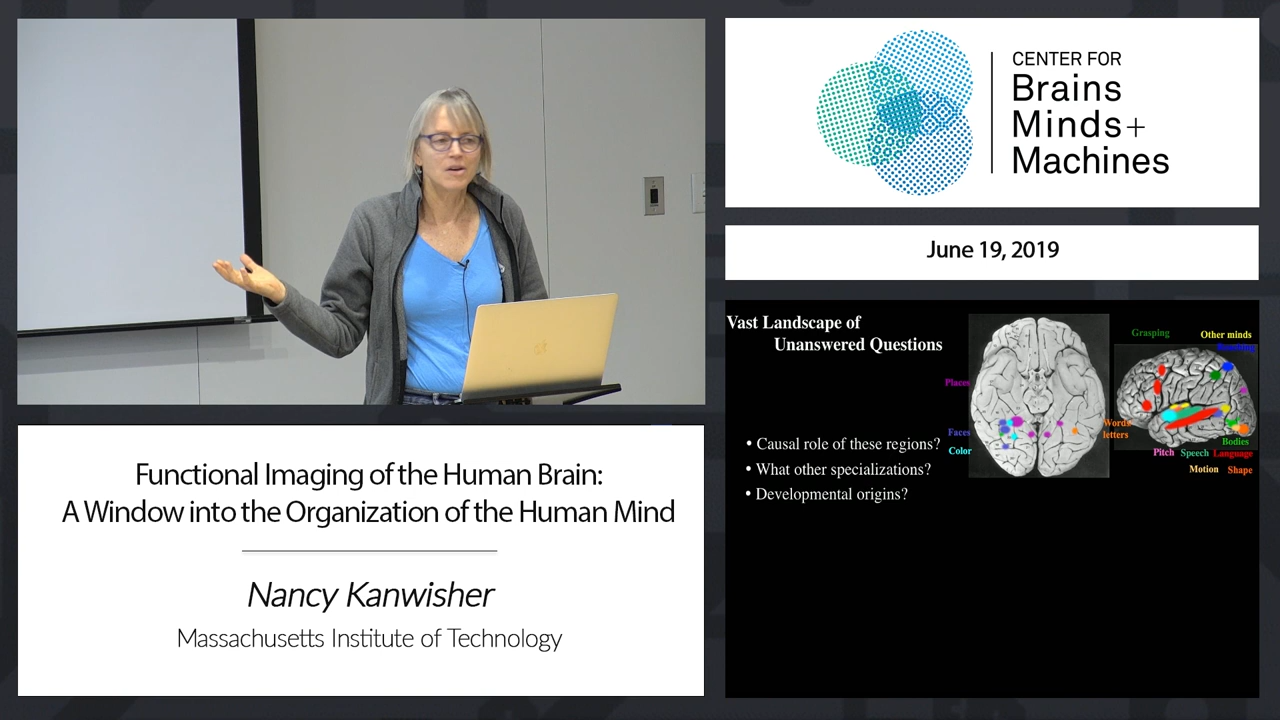 CENTER FOR
Brains
Minds+
Machines
June 19, 2019
Functional Imaging of the Human Brain:
A Window into the Organization of the Human Mind
Nancy Kanwisher
Massachusetts Institute of Technology
Vast Landscape of
Unanswered Questions
• Causal role of these regions?
• What other specializations?
• Developmental origins?
Places
Faces
Color
Words
letters
Grasping
Other minds
Bodies
Pitch Speech Language
Motion Shape